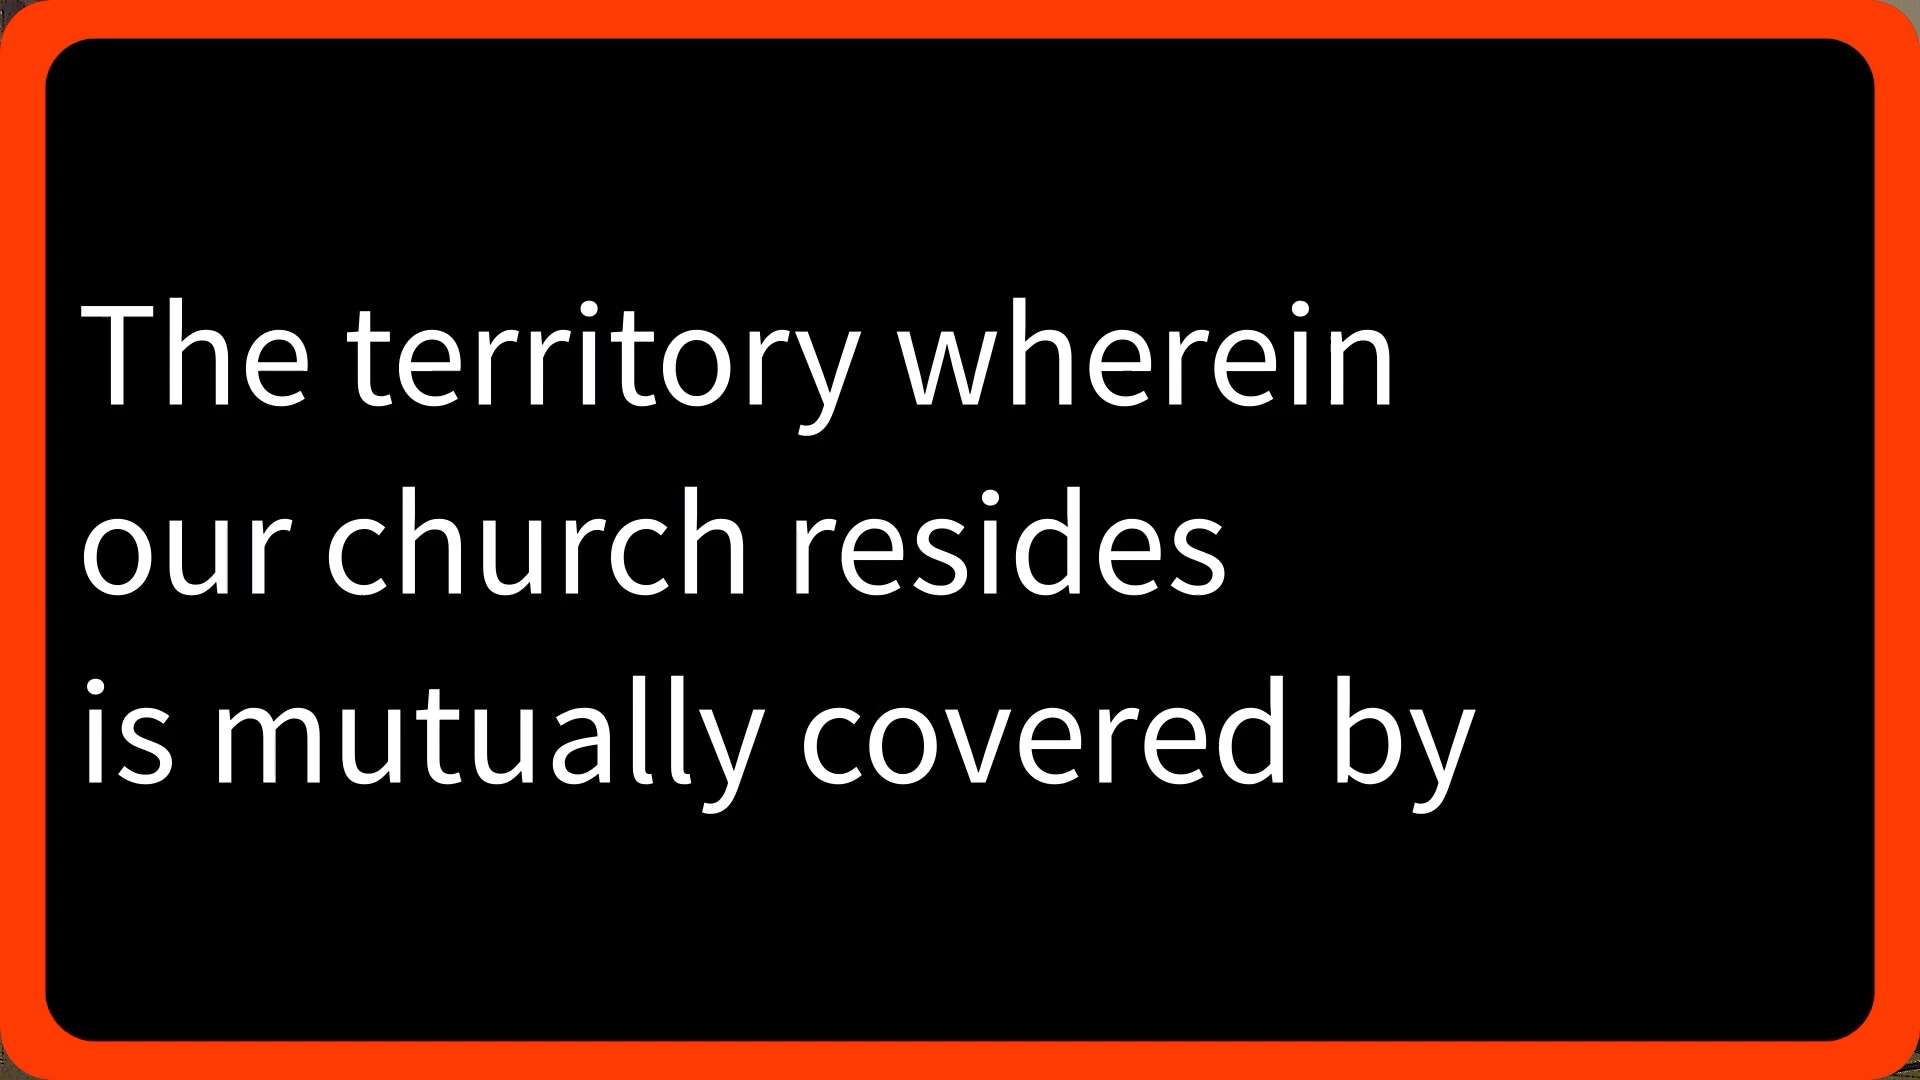 The territory wherein
our church resides
is mutually covered by